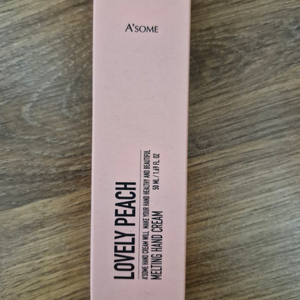 A'SOME
LOVELY PEACH
A'SOME HAND CREAM WILL MAKE YOUR HAND HEALTHY AND BEAUTIFUL
50 ML / 1.69 FL. OZ
MELTING HAND CREAM